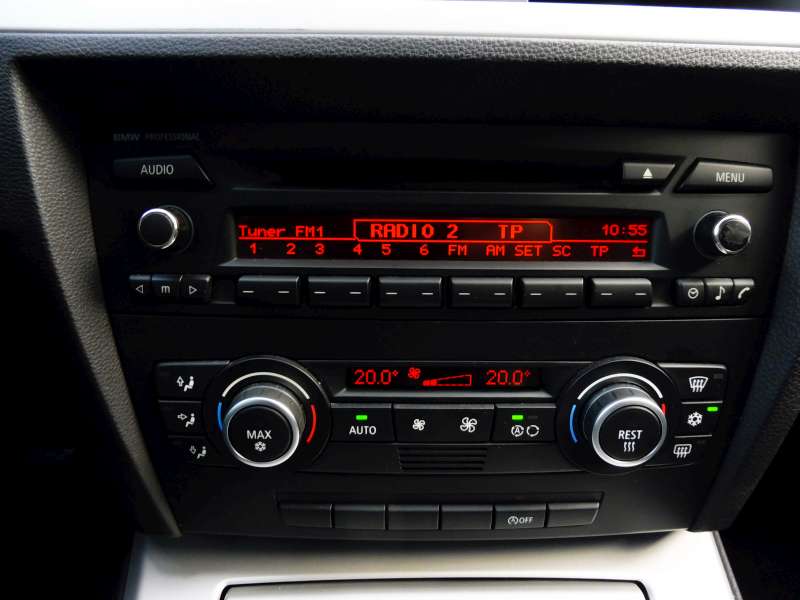 BMW PROFESSIONAL
AUDIO
MENU
Tuner FM1 RADIO 2 TP 10:55
1 2 3 4 5 6 FM AM SET SC TP
m
20.0° 20.0°
MAX
AUTO
A
REST
A OFF